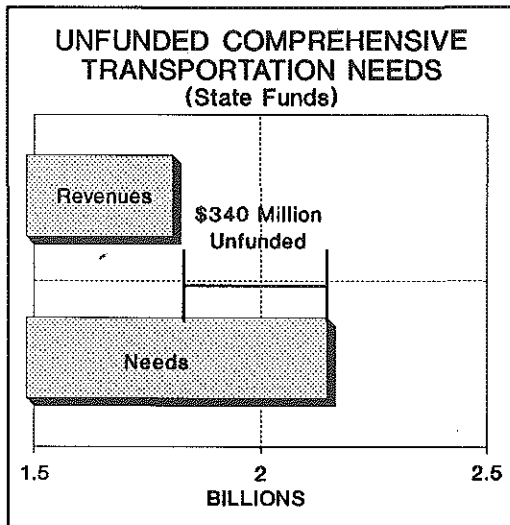 UNFUNDED COMPREHENSIVE
TRANSPORTATION NEEDS
(State Funds)
Revenues
$340 Million
Unfunded
Needs
1.5 2 2.5
BILLIONS